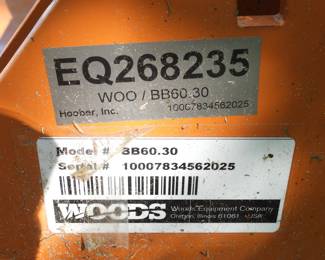 EQ268235
WOO / BB60.30
Hoober, Inc. 10007834562025
Model # BB60.30
Serial # 10007834562025
WOODS Woods Equipment Company
Oregon, Illinois 61061 USA